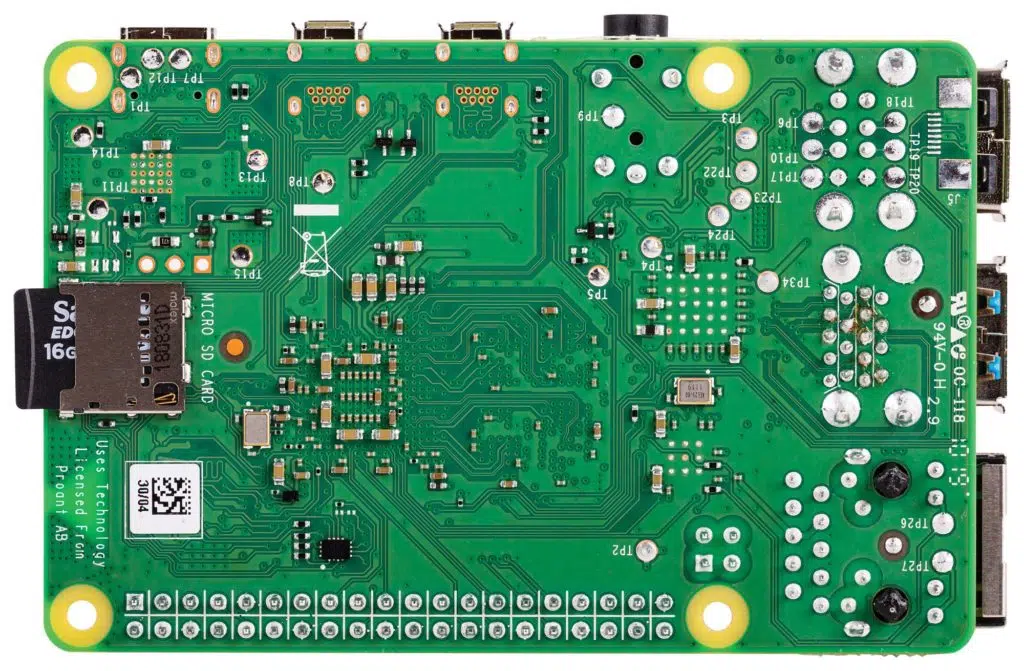 TP7
TP12
TP1
TP14
TP11
TP13
TP8
TP15
TP9
TP3
TP22
TP23
TP24
TP4
TP5
TP34
TP18
TP6
TP10
TP17
TP19
TP20
J5
MICRO SD CARD
molex
180831D
16G
94V-0 H 2.9
OC-118
Uses Technology
Licensed From
Proant AB
30/04
TP2
TP26
TP27